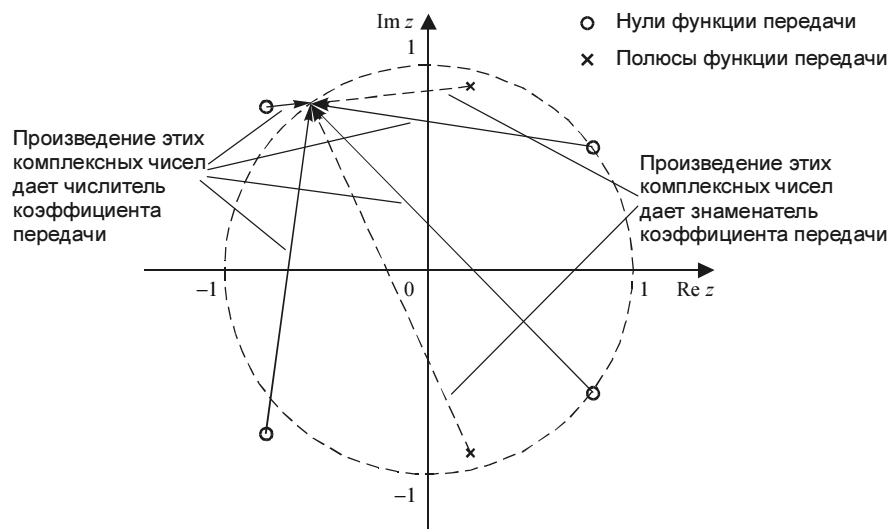 Im z
1
Нули функции передачи
Полюсы функции передачи
Произведение этих
комплексных чисел
дает числитель
коэффициента
передачи
Произведение этих
комплексных чисел
дает знаменатель
коэффициента передачи
−1
0
1
Re z
−1